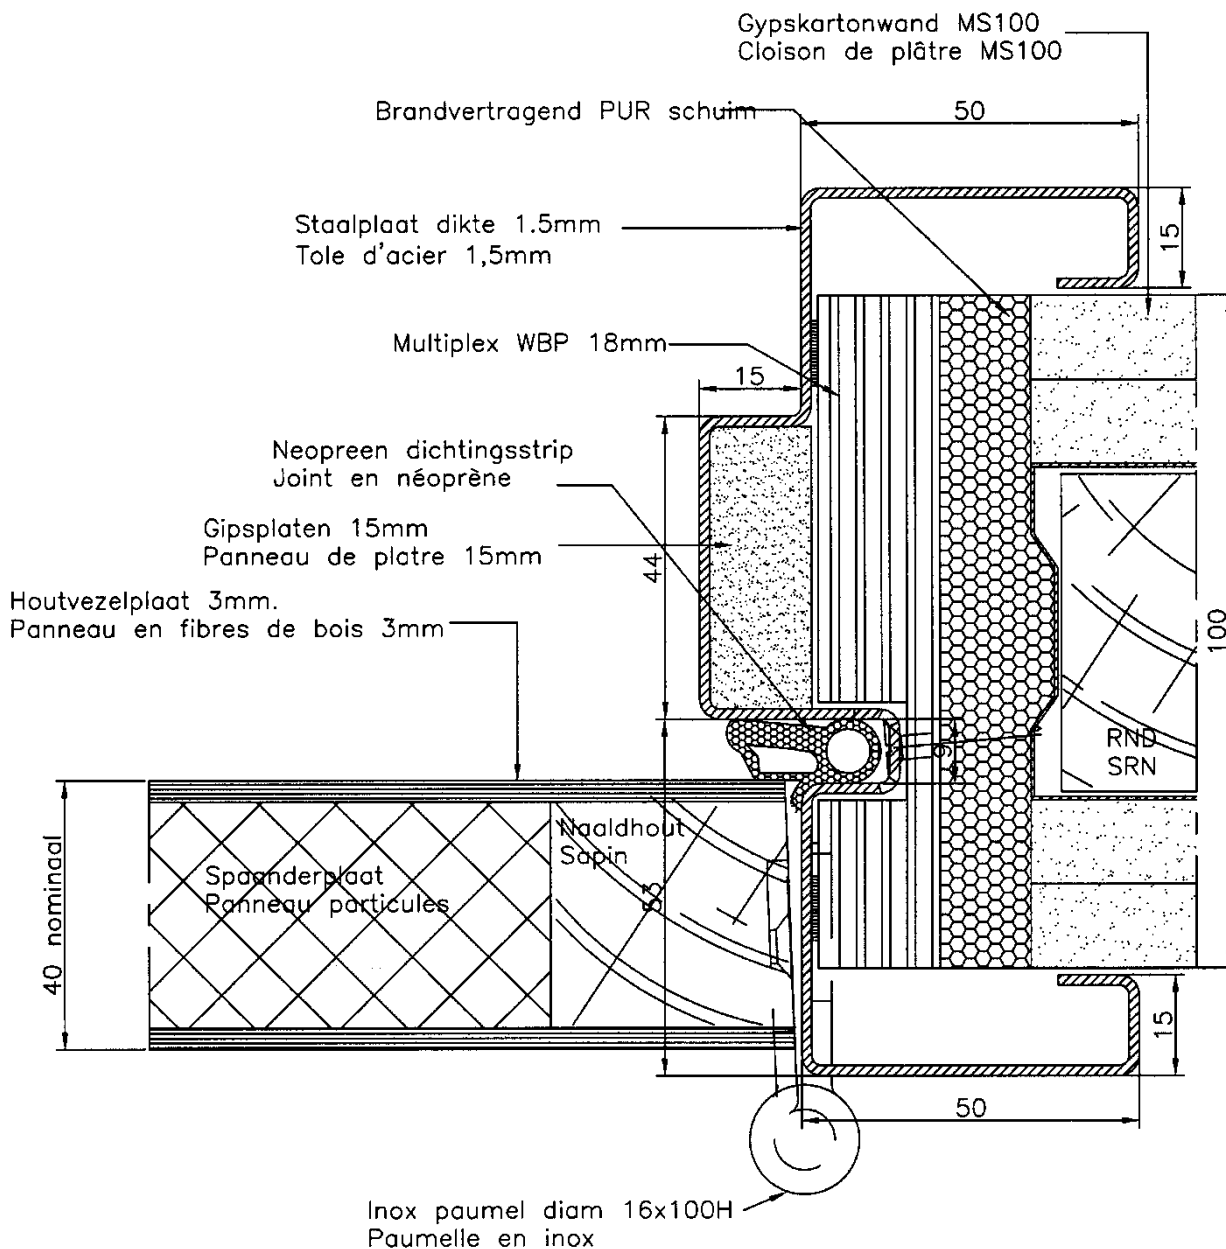 Gypskartonwand MS100
Cloison de plâtre MS100
Brandvertragend PUR schuim
50
Staalplaat dikte 1.5mm
Tole d'acier 1,5mm
15
Multiplex WBP 18mm
15
Neopreen dichtingsstrip
Joint en néoprène
Gipsplaten 15mm
Panneau de platre 15mm
44
Houtvezelplaat 3mm.
Panneau en fibres de bois 3mm
100
RND
SRN
9
Naaldhout
Sapin
Spaanderplaat
Panneau particules
53
40 nominaal
15
50
Inox paumel diam 16x100H
Paumelle en inox